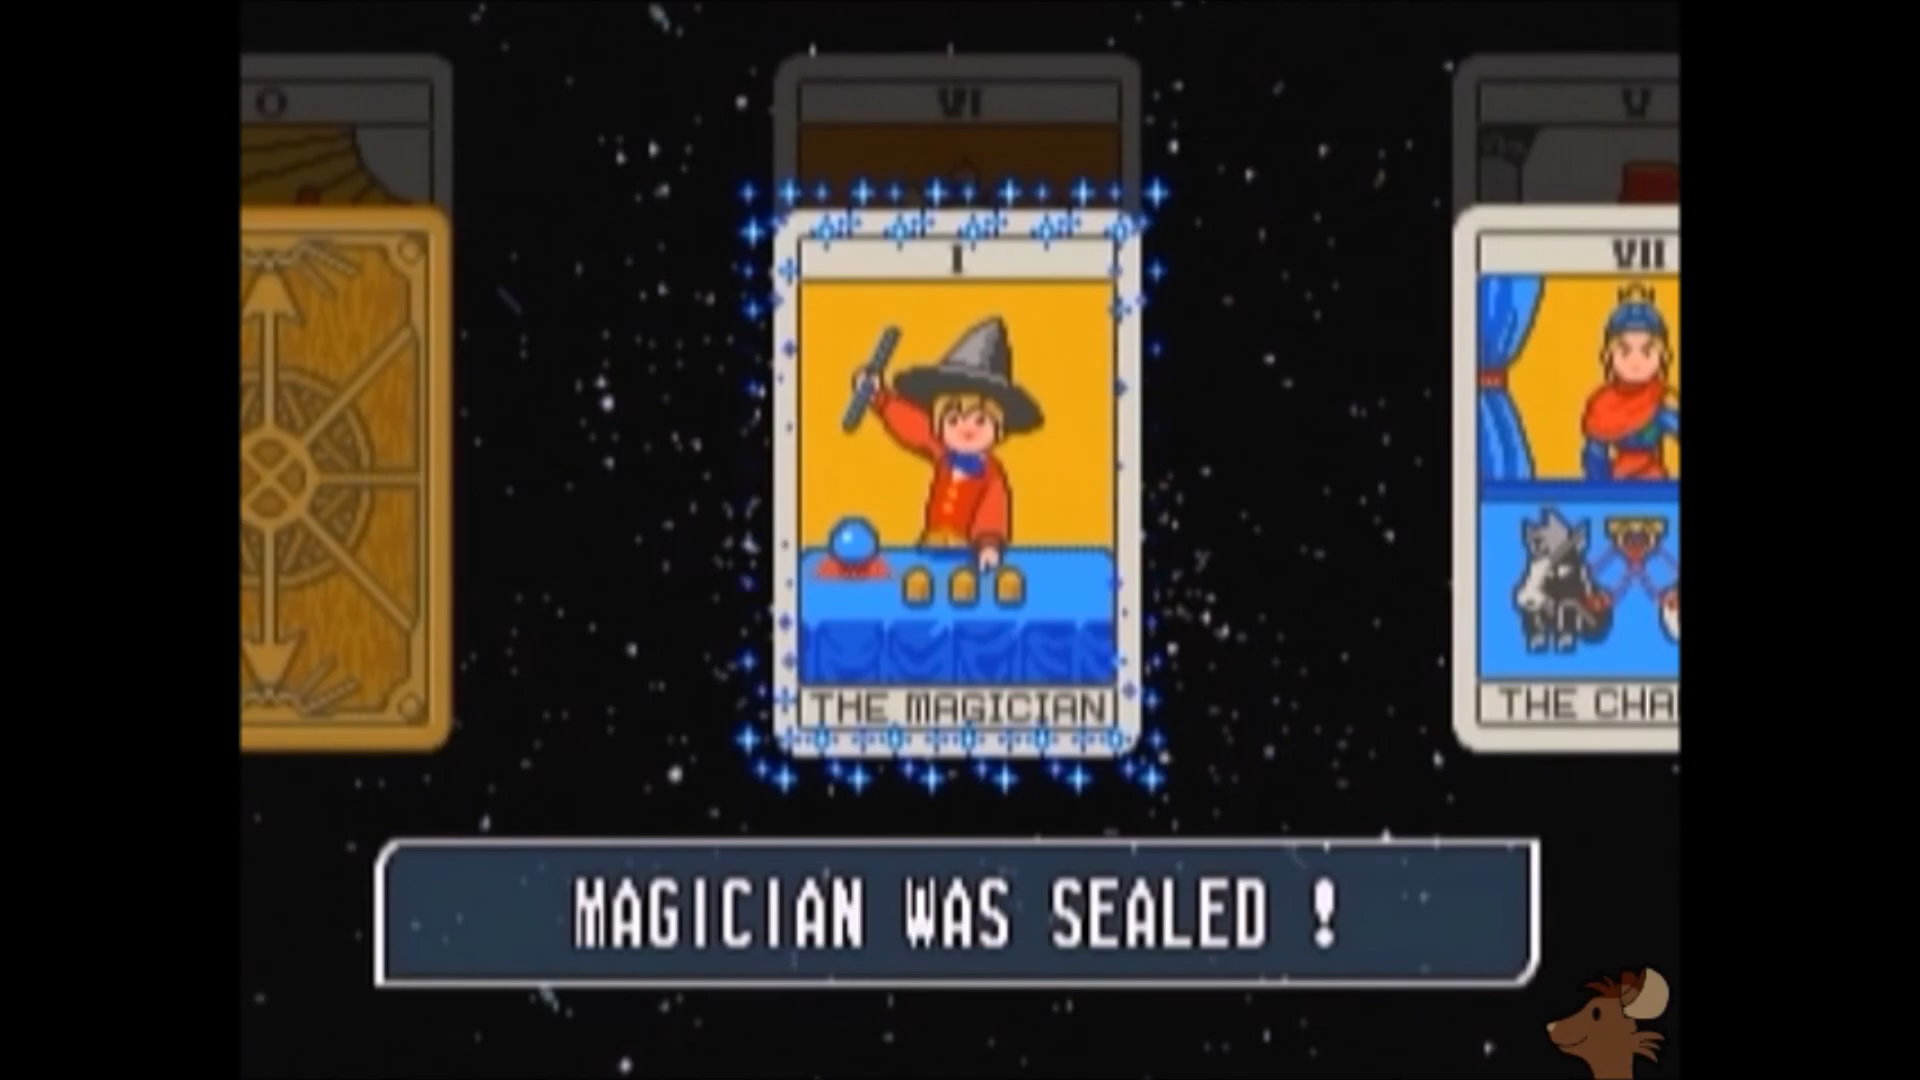 O
VI
V
I
VII
THE MAGICIAN
THE CHA
MAGICIAN WAS SEALED !